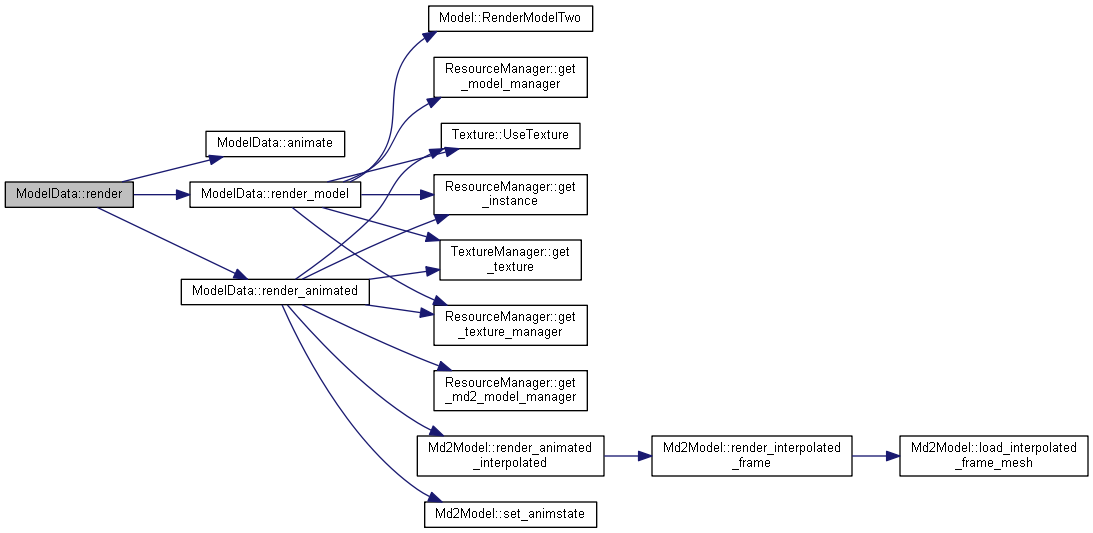 Model::RenderModelTwo
ResourceManager::get
_model_manager
Texture::UseTexture
ModelData::animate
ModelData::render
ModelData::render_model
ResourceManager::get
_instance
TextureManager::get
_texture
ModelData::render_animated
ResourceManager::get
_texture_manager
ResourceManager::get
_md2_model_manager
Md2Model::render_animated
_interpolated
Md2Model::render_interpolated
_frame
Md2Model::load_interpolated
_frame_mesh
Md2Model::set_animstate